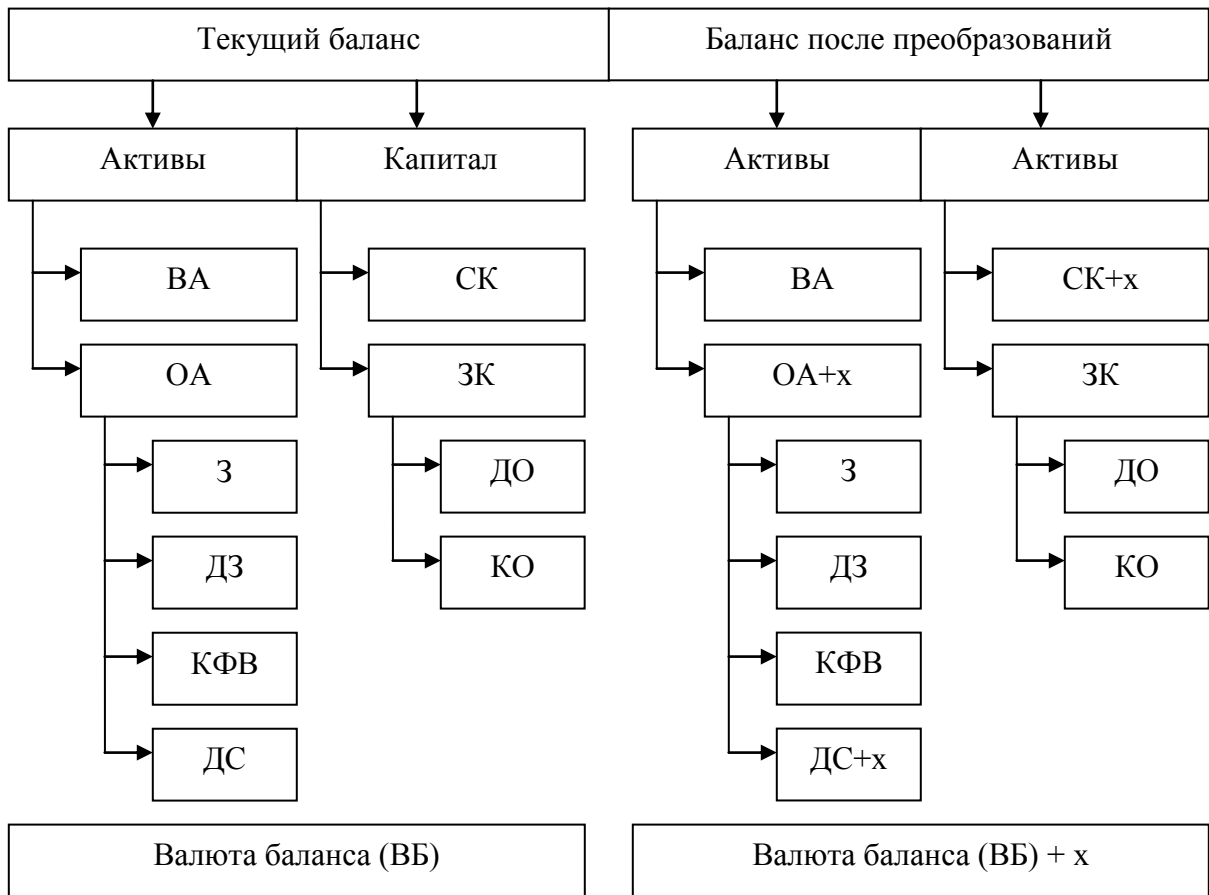 Текущий баланс
Баланс после преобразований
Активы
Капитал
Активы
Активы
ВА
СК
ВА
СК+х
ОА
ЗК
ОА+х
ЗК
З
ДО
З
ДО
ДЗ
КО
ДЗ
КО
КФВ
КФВ
ДС
ДС+х
Валюта баланса (ВБ)
Валюта баланса (ВБ) + х